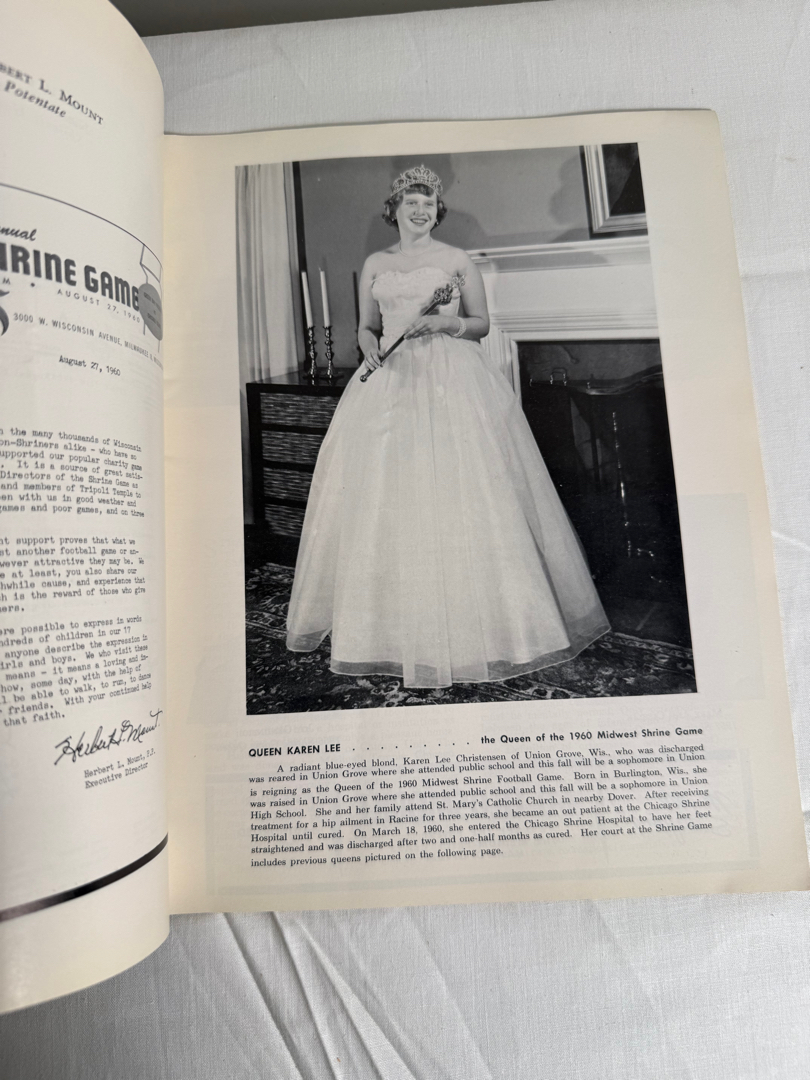 BERT L. MOUNT
Potentate
nual
RINE GAME
M. • AUGUST 27, 1960
3000 W. WISCONSIN AVENUE, MILWAUKEE
August 27, 1960
the many thousands of Wisconsin
on-Shriners alike - who have so
upported our popular charity game
. It is a source of great satis-
Directors of the Shrine Game as
and members of Tripoli Temple to
en with us in good weather and
games and poor games, and on three
nt support proves that what we
st another football game or an-
wever attractive they may be. We
e at least, you also share our
hwhile cause, and experience that
h is the reward of those who give
ers.
re possible to express in words
ndreds of children in our 17
anyone describe the expression in
irls and boys. We who visit these
means - it means a loving and in-
how, some day, with the help of
l be able to walk, to run, to dance
friends. With your continued help
that faith.
Herbert L. Mount
Herbert L. Mount, P.P.
Executive Director
QUEEN KAREN LEE . . . . . . . . . the Queen of the 1960 Midwest Shrine Game
A radiant blue-eyed blond, Karen Lee Christensen of Union Grove, Wis., who was discharged
was reared in Union Grove where she attended public school and this fall will be a sophomore in Union
is reigning as the Queen of the 1960 Midwest Shrine Football Game. Born in Burlington, Wis., she
was raised in Union Grove where she attended public school and this fall will be a sophomore in Union
High School. She and her family attend St. Mary's Catholic Church in nearby Dover. After receiving
treatment for a hip ailment in Racine for three years, she became an out patient at the Chicago Shrine
Hospital until cured. On March 18, 1960, she entered the Chicago Shrine Hospital to have her feet
straightened and was discharged after two and one-half months as cured. Her court at the Shrine Game
includes previous queens pictured on the following page.